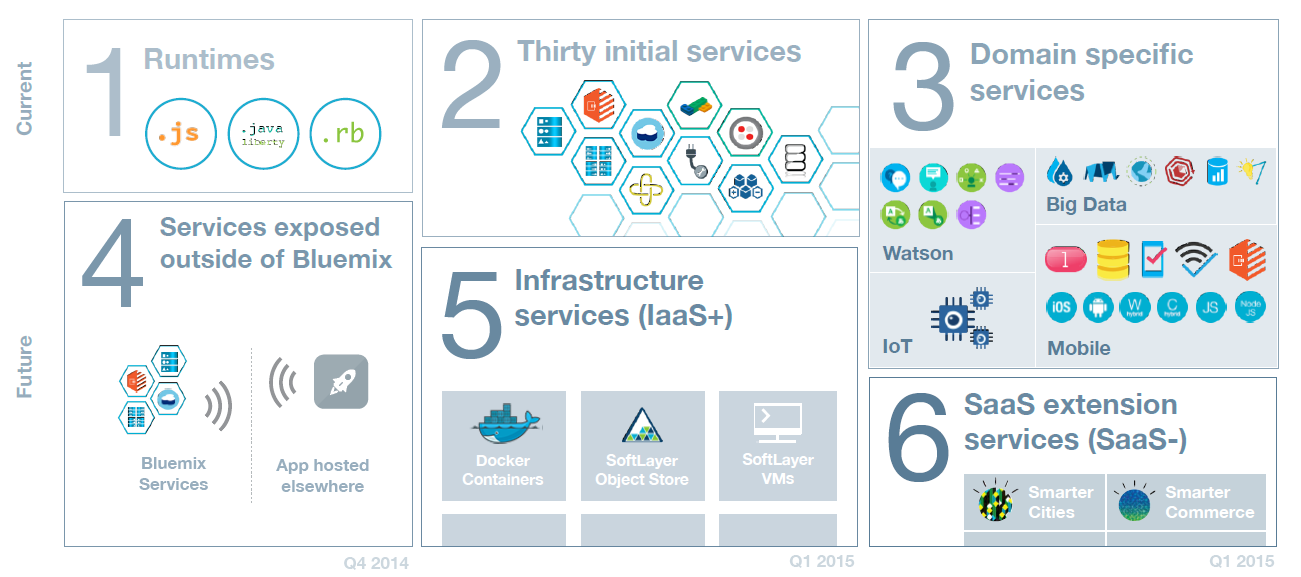 Current
1
Runtimes
.js
.java
liberty
.rb
2
Thirty initial services
3
Domain specific
services
Watson
Big Data
IoT
1
iOS
W
hybrid
C
hybrid
JS
Node
JS
Mobile
Future
4
Services exposed
outside of Bluemix
Bluemix
Services
App hosted
elsewhere
Q4 2014
5
Infrastructure
services (IaaS+)
Docker
Containers
SoftLayer
Object Store
SoftLayer
VMs
Q1 2015
6
SaaS extension
services (SaaS-)
Smarter
Cities
Smarter
Commerce
Q1 2015